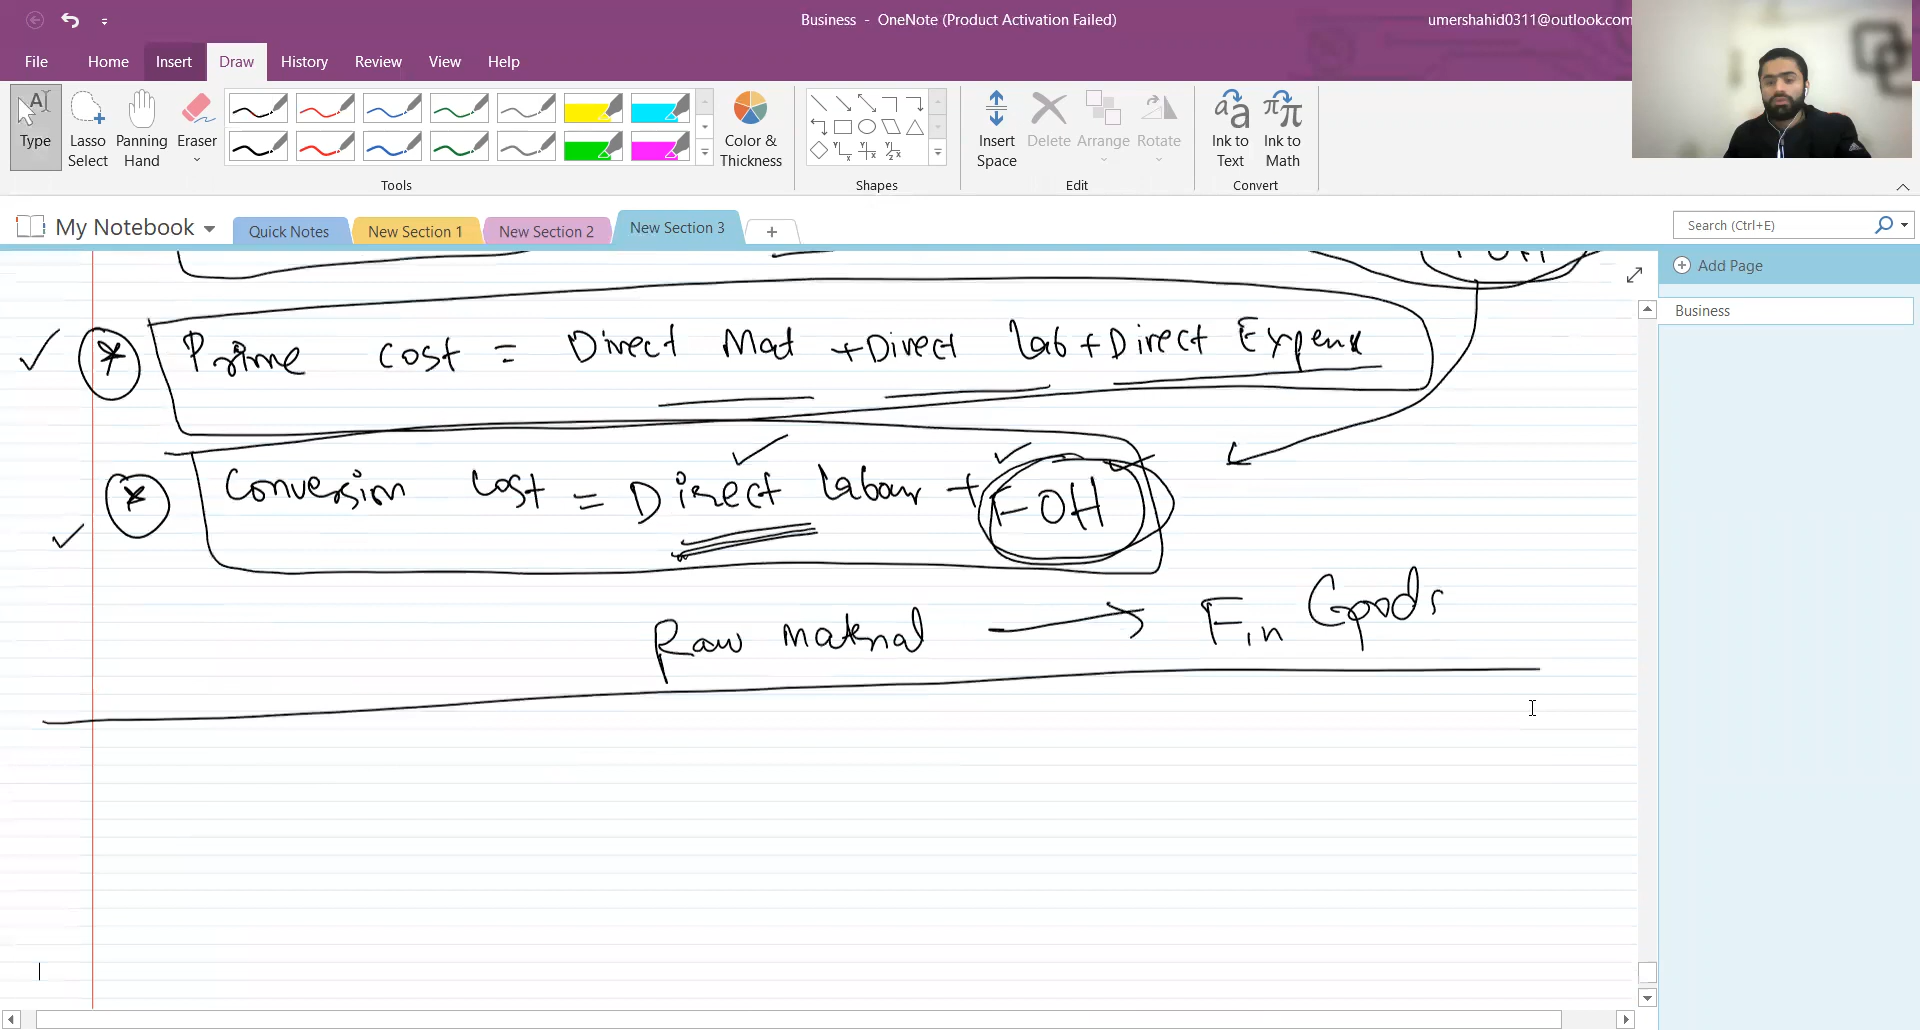 Business - OneNote (Product Activation Failed)
umershahid0311@outlook.com
File Home Insert Draw History Review View Help
Type Lasso Select Panning Hand Eraser Color & Thickness Insert Space Delete Arrange Rotate Ink to Text Ink to Math
Tools Shapes Edit Convert
My Notebook Quick Notes New Section 1 New Section 2 New Section 3 Search (Ctrl+E)
Add Page
Business
FOH
* Prime cost = Direct Mat + Direct lab + Direct Expens
* Conversion Cost = Direct labour + FOH
Raw material → Fin Goods